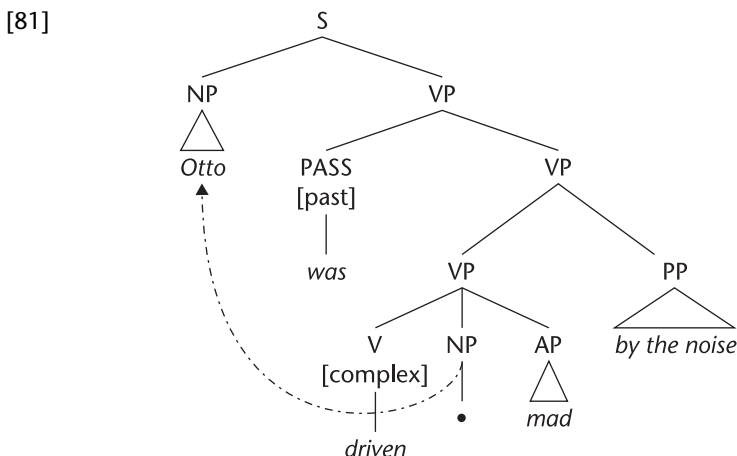 [81]
S
NP VP
Otto PASS VP
[past]
was VP PP
V NP AP by the noise
[complex]
• mad
driven